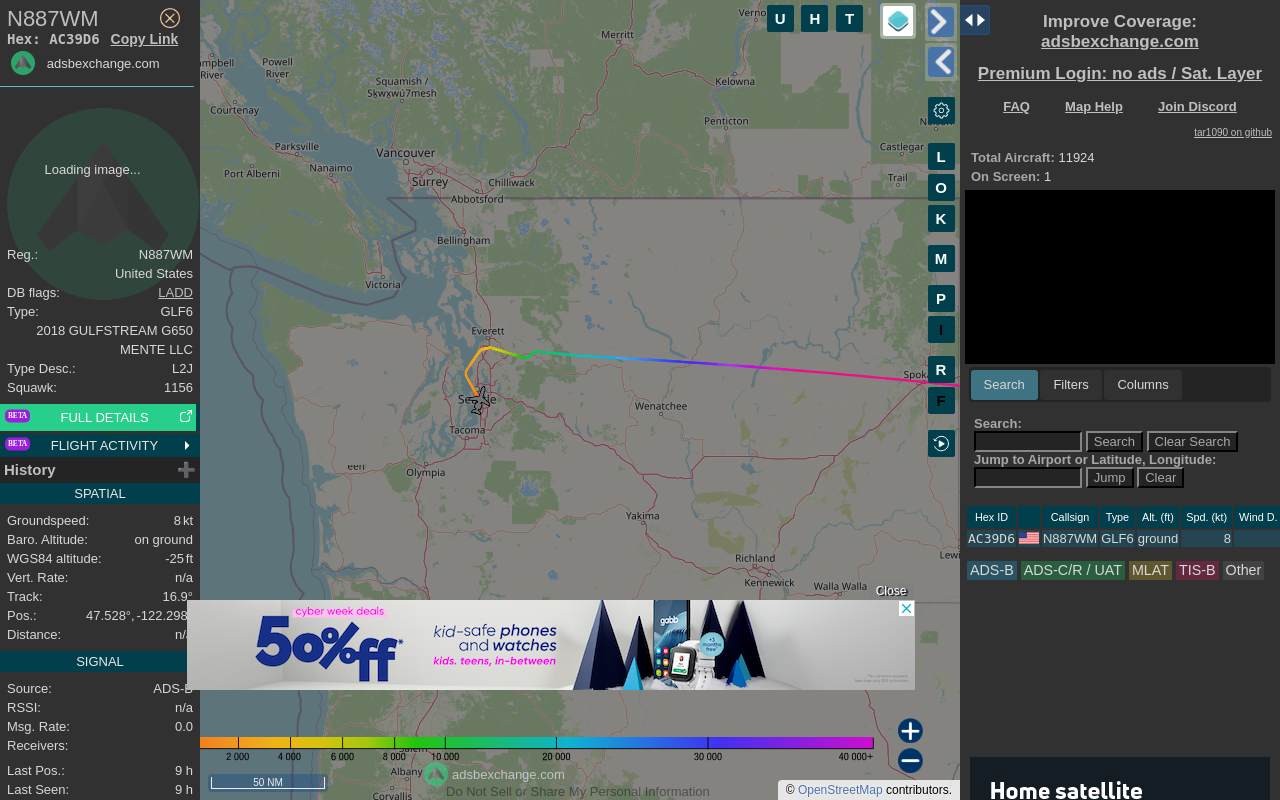 N887WM
Hex: AC39D6 Copy Link
adsbexchange.com
Loading image...
Reg.: N887WM
United States
DB flags: LADD
Type: GLF6
2018 GULFSTREAM G650
MENTE LLC
Type Desc.: L2J
Squawk: 1156
BETA FULL DETAILS
BETA FLIGHT ACTIVITY
History
SPATIAL
Groundspeed: 8 kt
Baro. Altitude: on ground
WGS84 altitude: -25 ft
Vert. Rate: n/a
Track: 16.9°
Pos.: 47.528°, -122.298
Distance: n/a
SIGNAL
Source: ADS-B
RSSI: n/a
Msg. Rate: 0.0
Receivers:
Last Pos.: 9 h
Last Seen: 9 h
U H T
Merritt
Powell
River
River
Squamish /
Sḵwx̱wú7mesh
Courtenay
Kelowna
Penticton
Parksville
Nanaimo
Port Alberni
Vancouver
Surrey
Chilliwack
Abbotsford
Castlegar
Trail
Bellingham
Victoria
Everett
Tacoma
Olympia
Wenatchee
Yakima
Richland
Kennewick
Walla Walla
Albany
Corvallis
L
O
K
M
P
I
R
F
Close
cyber week deals
50% off*
kid-safe phones
and watches
kids. teens, in-between
gabb
2 000 4 000 6 000 8 000 10 000 20 000 30 000 40 000+
50 NM
adsbexchange.com
Do Not Sell or Share My Personal Information
© OpenStreetMap contributors.
Improve Coverage:
adsbexchange.com
Premium Login: no ads / Sat. Layer
FAQ Map Help Join Discord
tar1090 on github
Total Aircraft: 11924
On Screen: 1
Search Filters Columns
Search:
Search Clear Search
Jump to Airport or Latitude, Longitude:
Jump Clear
Hex ID Callsign Type Alt. (ft) Spd. (kt) Wind D.
AC39D6 N887WM GLF6 ground 8
ADS-B ADS-C/R / UAT MLAT TIS-B Other
Home satellite